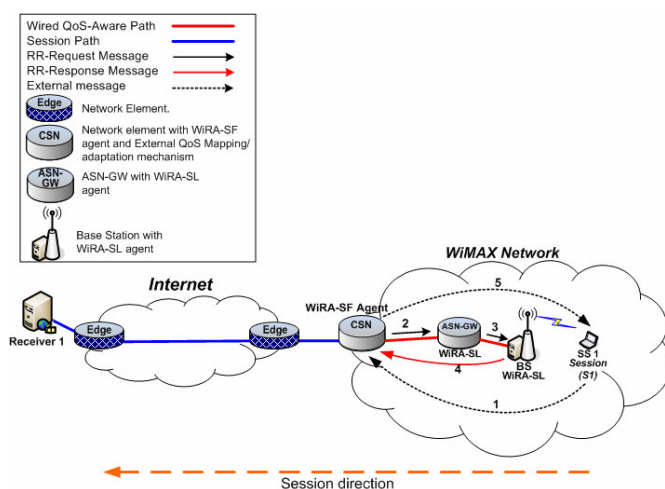 Wired QoS-Aware Path
Session Path
RR-Request Message
RR-Response Message
External message
Edge
Network Element.
CSN
Network element with WiRA-SF
agent and External QoS Mapping/
adaptation mechanism
ASN-
GW
ASN-GW with WiRA-SL
agent
Base Station with
WiRA-SL agent
WiMAX Network
Internet
WiRA-SF Agent
5
Receiver 1
Edge
Edge
CSN
2
ASN-GW
3
WiRA-SL
4
BS
WiRA-SL
SS 1
Session
(S1)
1
Session direction